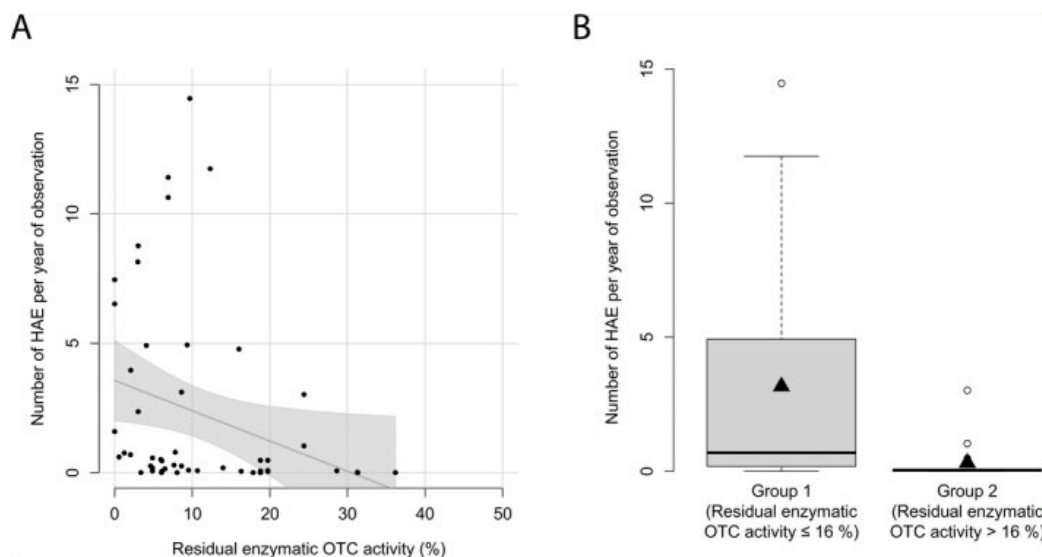 A
B
Number of HAE per year of observation
15
10
5
0
0
10
20
30
40
50
Residual enzymatic OTC activity (%)
Number of HAE per year of observation
15
10
5
0
Group 1
(Residual enzymatic
OTC activity ≤ 16 %)
Group 2
(Residual enzymatic
OTC activity > 16 %)